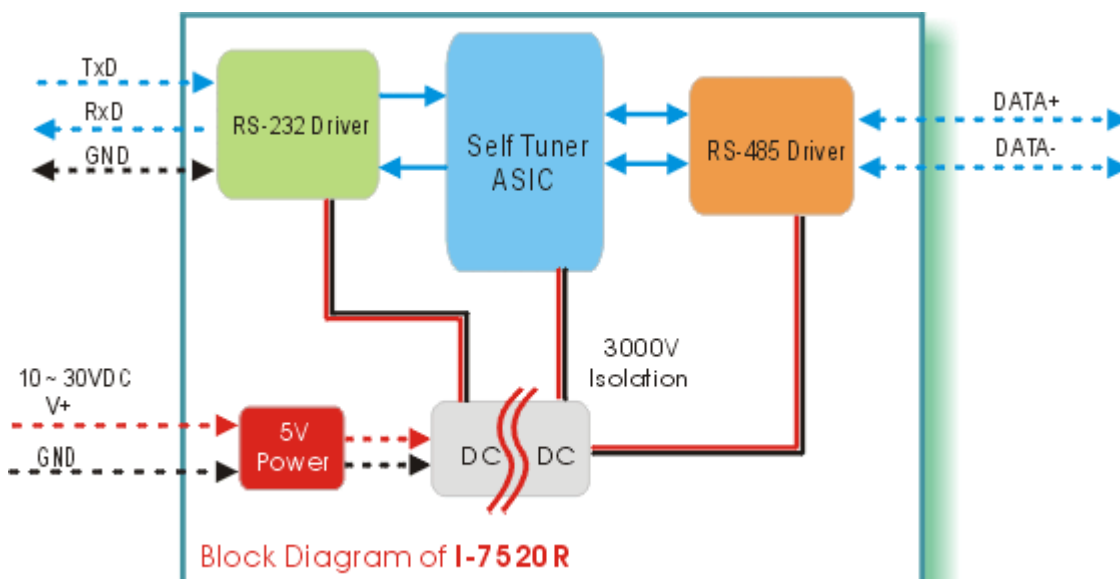 TxD
RxD
GND
RS-232 Driver
Self Tuner
ASIC
RS-485 Driver
DATA+
DATA-
3000V
Isolation
10~30VDC
V+
GND
5V
Power
DC
DC
Block Diagram of I-7520R